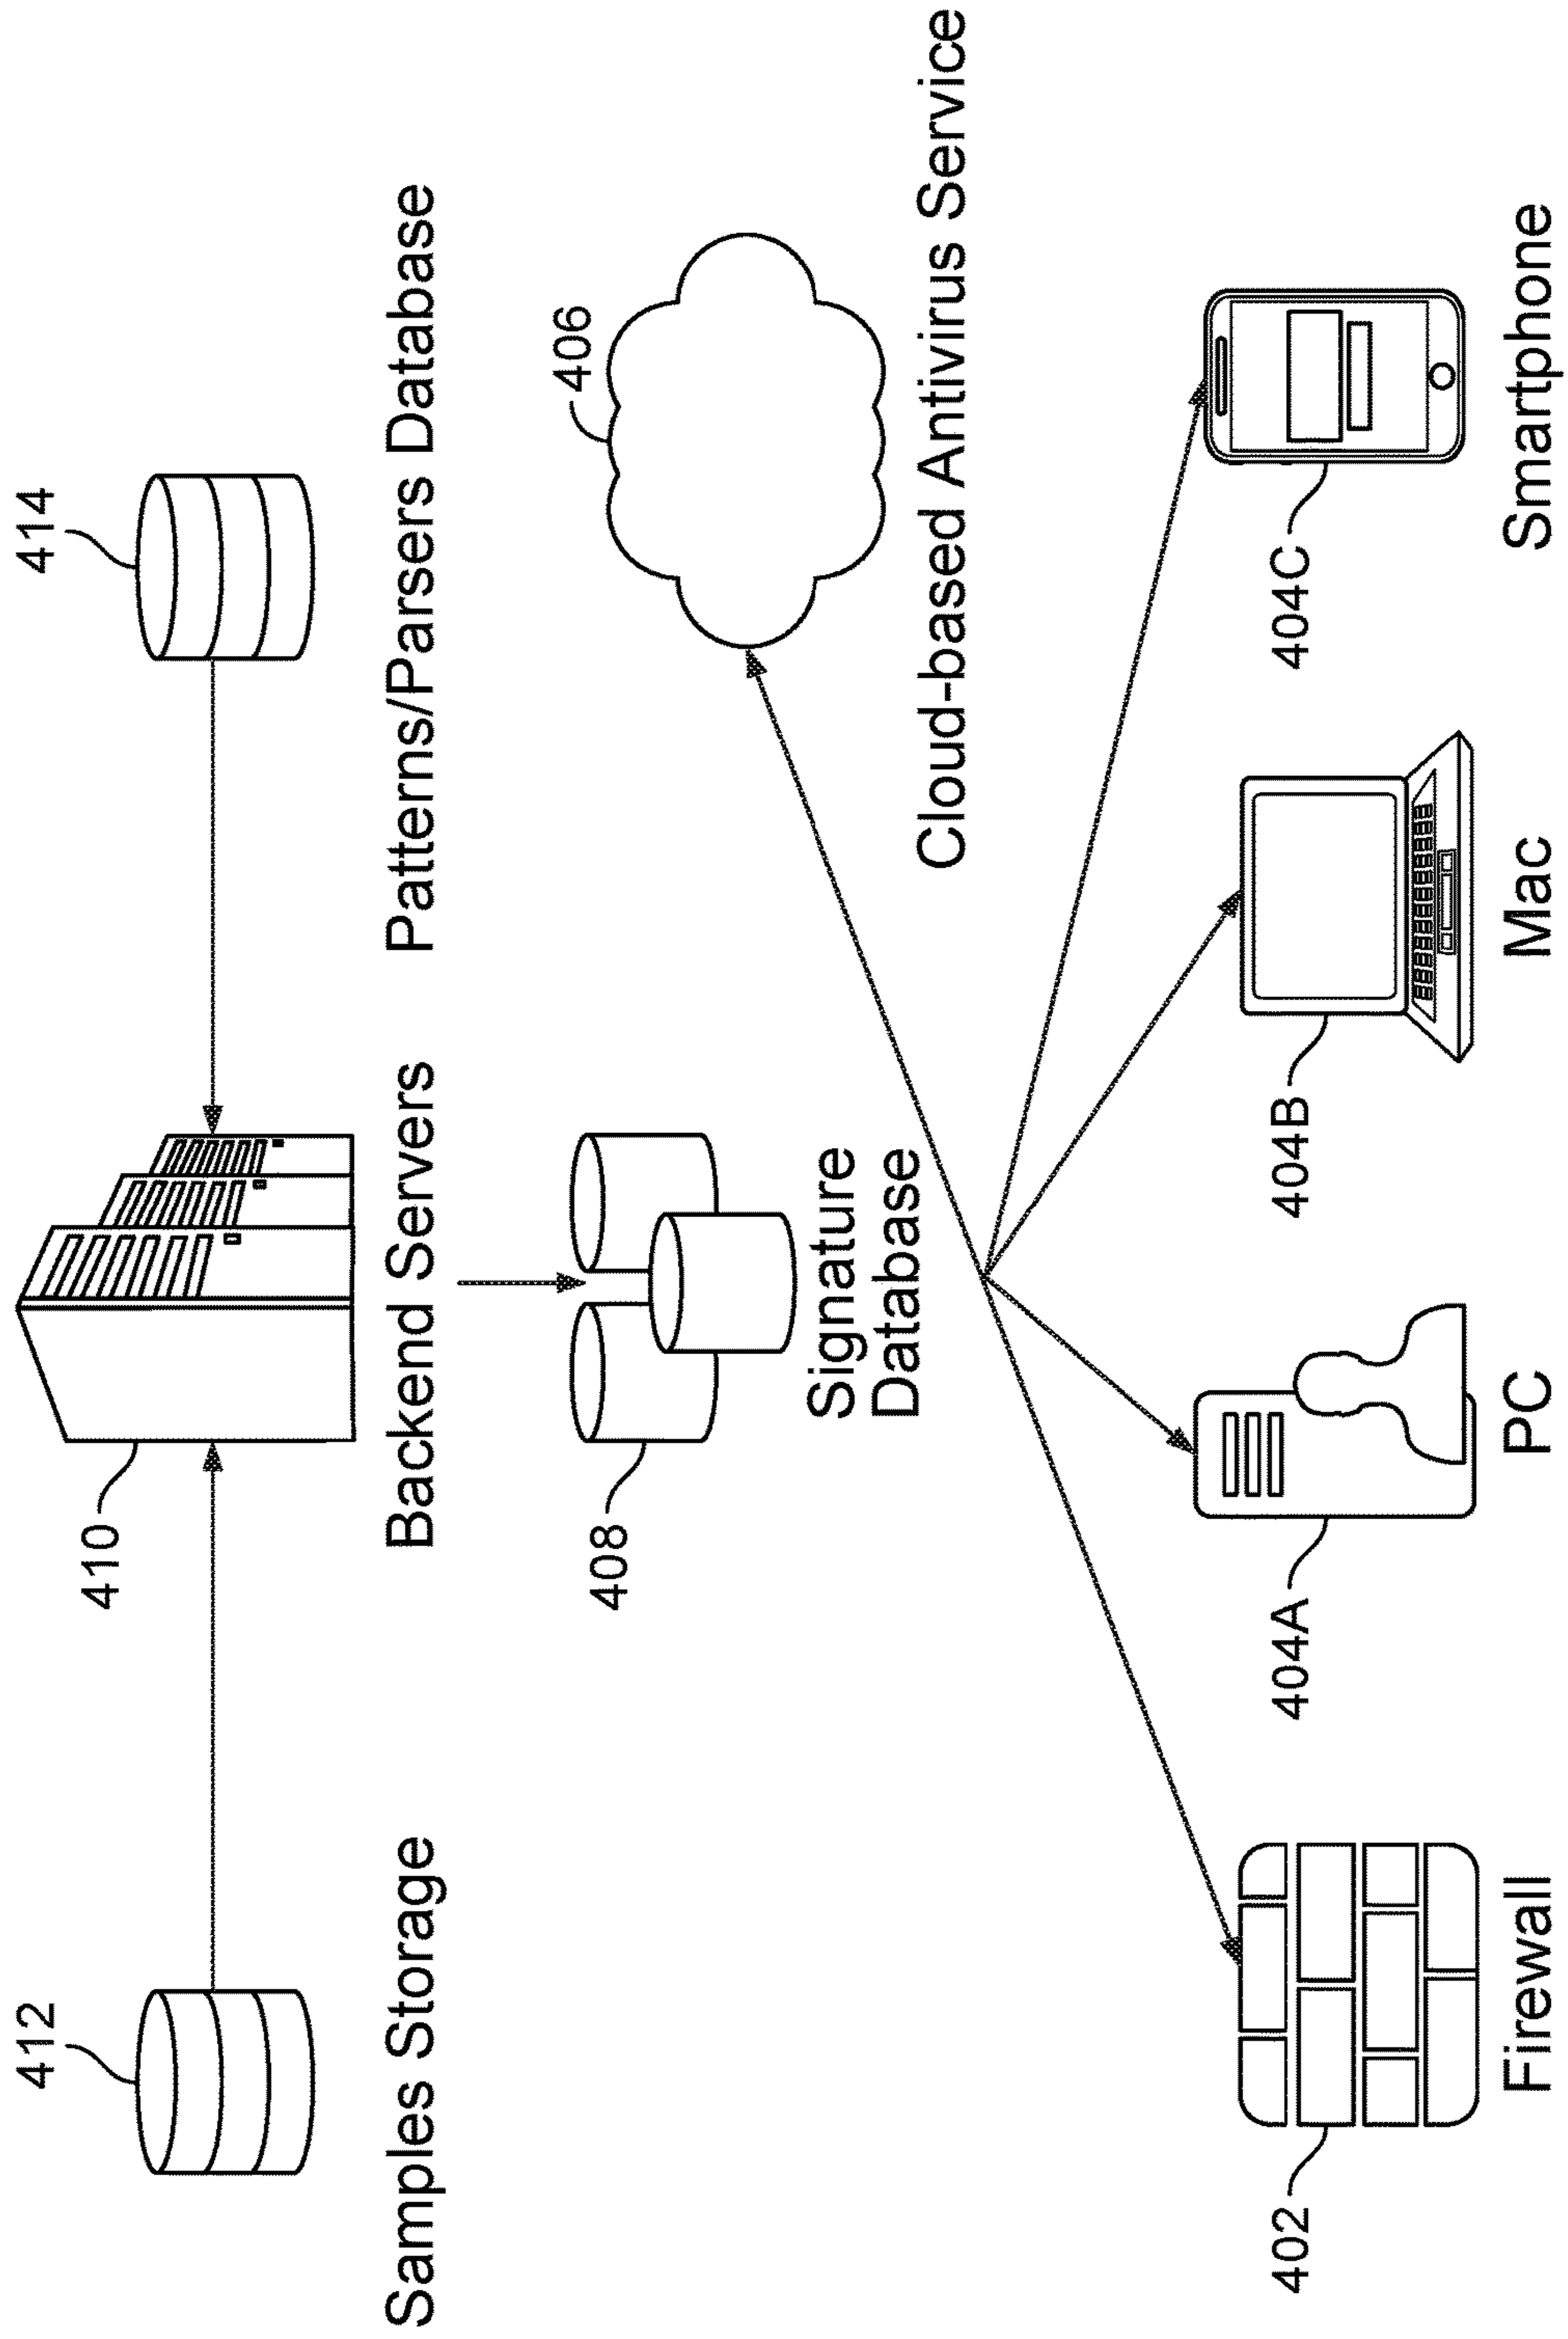 412
410
414
Samples Storage
Backend Servers
Patterns/Parsers Database
408
406
Signature
Database
Cloud-based Antivirus Service
402
404A
404B
404C
Firewall
PC
Mac
Smartphone